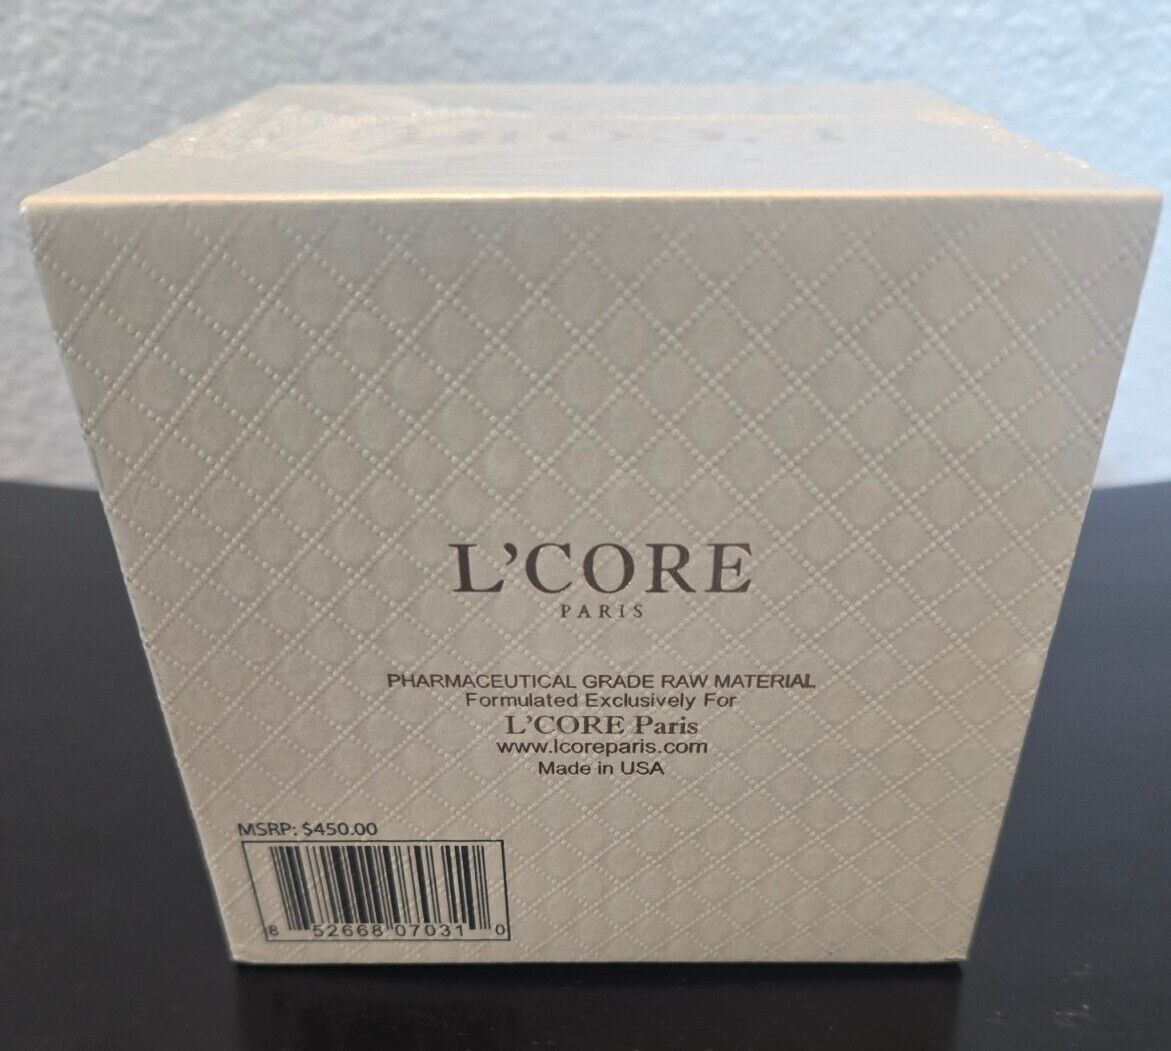 L'CORE
PARIS
PHARMACEUTICAL GRADE RAW MATERIAL
Formulated Exclusively For
L'CORE Paris
www.lcoreparis.com
Made in USA
MSRP: $450.00
8 52668 07031 0